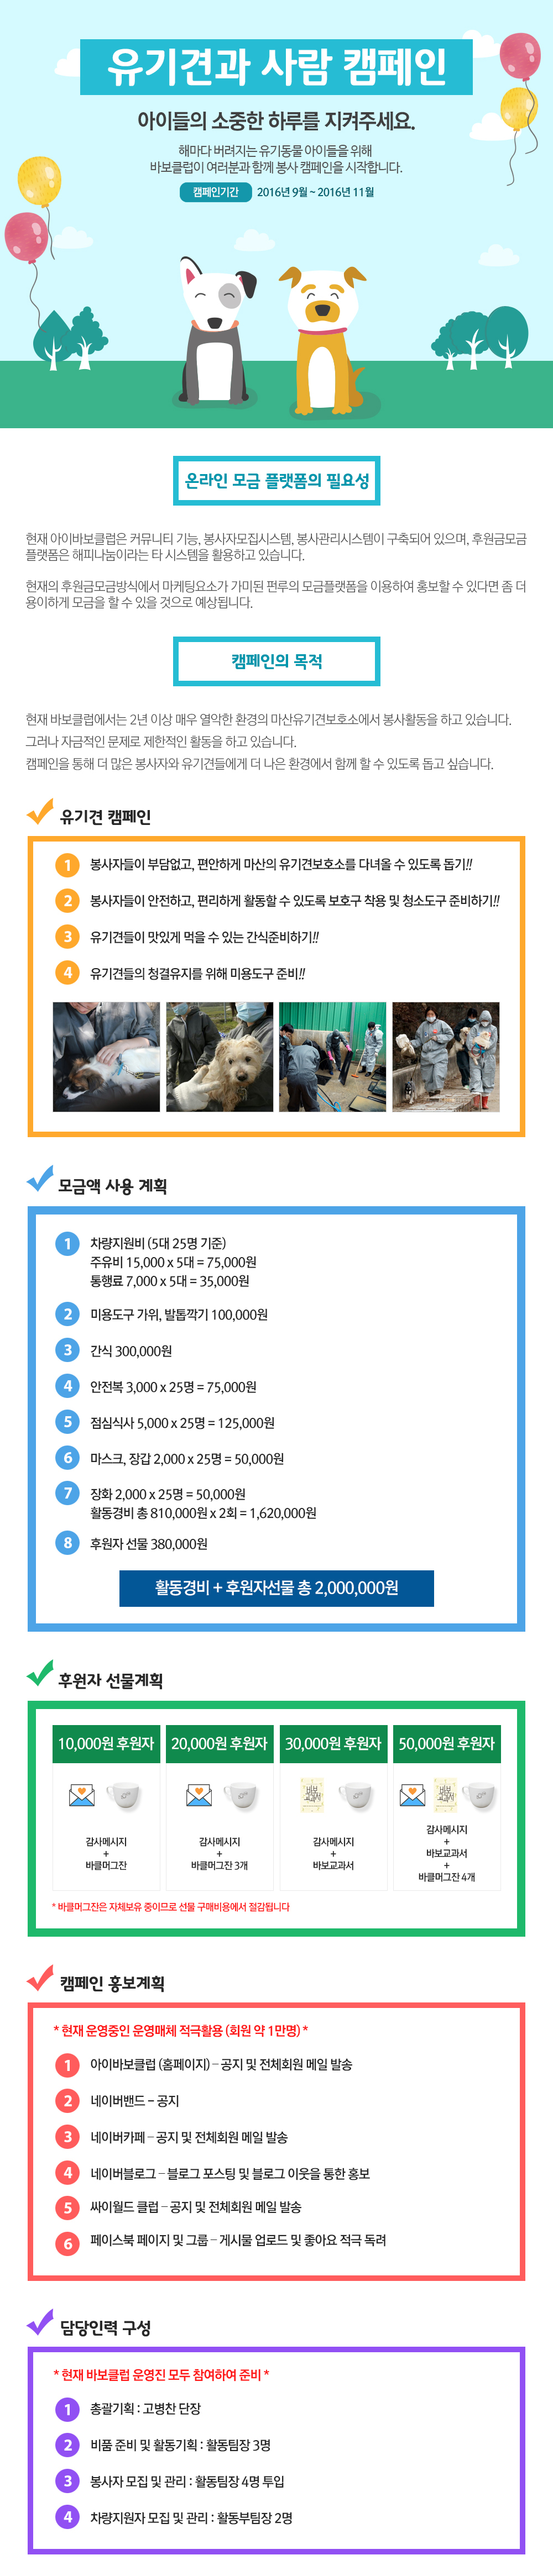 유기견과 사람 캠페인
아이들의 소중한 하루를 지켜주세요.
해마다 버려지는 유기동물 아이들을 위해
바보클럽이 여러분과 함께 봉사 캠페인을 시작합니다.
캠페인기간 2016년 9월 ~ 2016년 11월
온라인 모금 플랫폼의 필요성
현재 아이바보클럽은 커뮤니티 기능, 봉사자모집시스템, 봉사관리시스템이 구축되어 있으며, 후원금모금
플랫폼은 해피나눔이라는 타 시스템을 활용하고 있습니다.
현재의 후원금모금방식에서 마케팅요소가 가미된 펀루의 모금플랫폼을 이용하여 홍보할 수 있다면 좀 더
용이하게 모금을 할 수 있을 것으로 예상됩니다.
캠페인의 목적
현재 바보클럽에서는 2년 이상 매우 열악한 환경의 마산유기견보호소에서 봉사활동을 하고 있습니다.
그러나 자금적인 문제로 제한적인 활동을 하고 있습니다.
캠페인을 통해 더 많은 봉사자와 유기견들에게 더 나은 환경에서 함께 할 수 있도록 돕고 싶습니다.
유기견 캠페인
1 봉사자들이 부담없고, 편안하게 마산의 유기견보호소를 다녀올 수 있도록 돕기!!
2 봉사자들이 안전하고, 편리하게 활동할 수 있도록 보호구 착용 및 청소도구 준비하기!!
3 유기견들이 맛있게 먹을 수 있는 간식준비하기!!
4 유기견들의 청결유지를 위해 미용도구 준비!!
모금액 사용 계획
1 차량지원비 (5대 25명 기준)
주유비 15,000 x 5대 = 75,000원
통행료 7,000 x 5대 = 35,000원
2 미용도구 가위, 발톱깍기 100,000원
3 간식 300,000원
4 안전복 3,000 x 25명 = 75,000원
5 점심식사 5,000 x 25명 = 125,000원
6 마스크, 장갑 2,000 x 25명 = 50,000원
7 장화 2,000 x 25명 = 50,000원
활동경비 총 810,000원 x 2회 = 1,620,000원
8 후원자 선물 380,000원
활동경비 + 후원자선물 총 2,000,000원
후원자 선물계획
10,000원 후원자 20,000원 후원자 30,000원 후원자 50,000원 후원자
바보
교과서
바보
교과서
감사메시지
+
바클머그잔
감사메시지
+
바클머그잔 3개
감사메시지
+
바보교과서
감사메시지
+
바보교과서
+
바클머그잔 4개
* 바클머그잔은 자체보유 중이므로 선물 구매비용에서 절감됩니다
캠페인 홍보계획
* 현재 운영중인 운영매체 적극활용 (회원 약 1만명) *
1 아이바보클럽 (홈페이지) – 공지 및 전체회원 메일 발송
2 네이버밴드 – 공지
3 네이버카페 – 공지 및 전체회원 메일 발송
4 네이버블로그 – 블로그 포스팅 및 블로그 이웃을 통한 홍보
5 싸이월드 클럽 – 공지 및 전체회원 메일 발송
6 페이스북 페이지 및 그룹 – 게시물 업로드 및 좋아요 적극 독려
담당인력 구성
* 현재 바보클럽 운영진 모두 참여하여 준비 *
1 총괄기획 : 고병찬 단장
2 비품 준비 및 활동기획 : 활동팀장 3명
3 봉사자 모집 및 관리 : 활동팀장 4명 투입
4 차량지원자 모집 및 관리 : 활동부팀장 2명